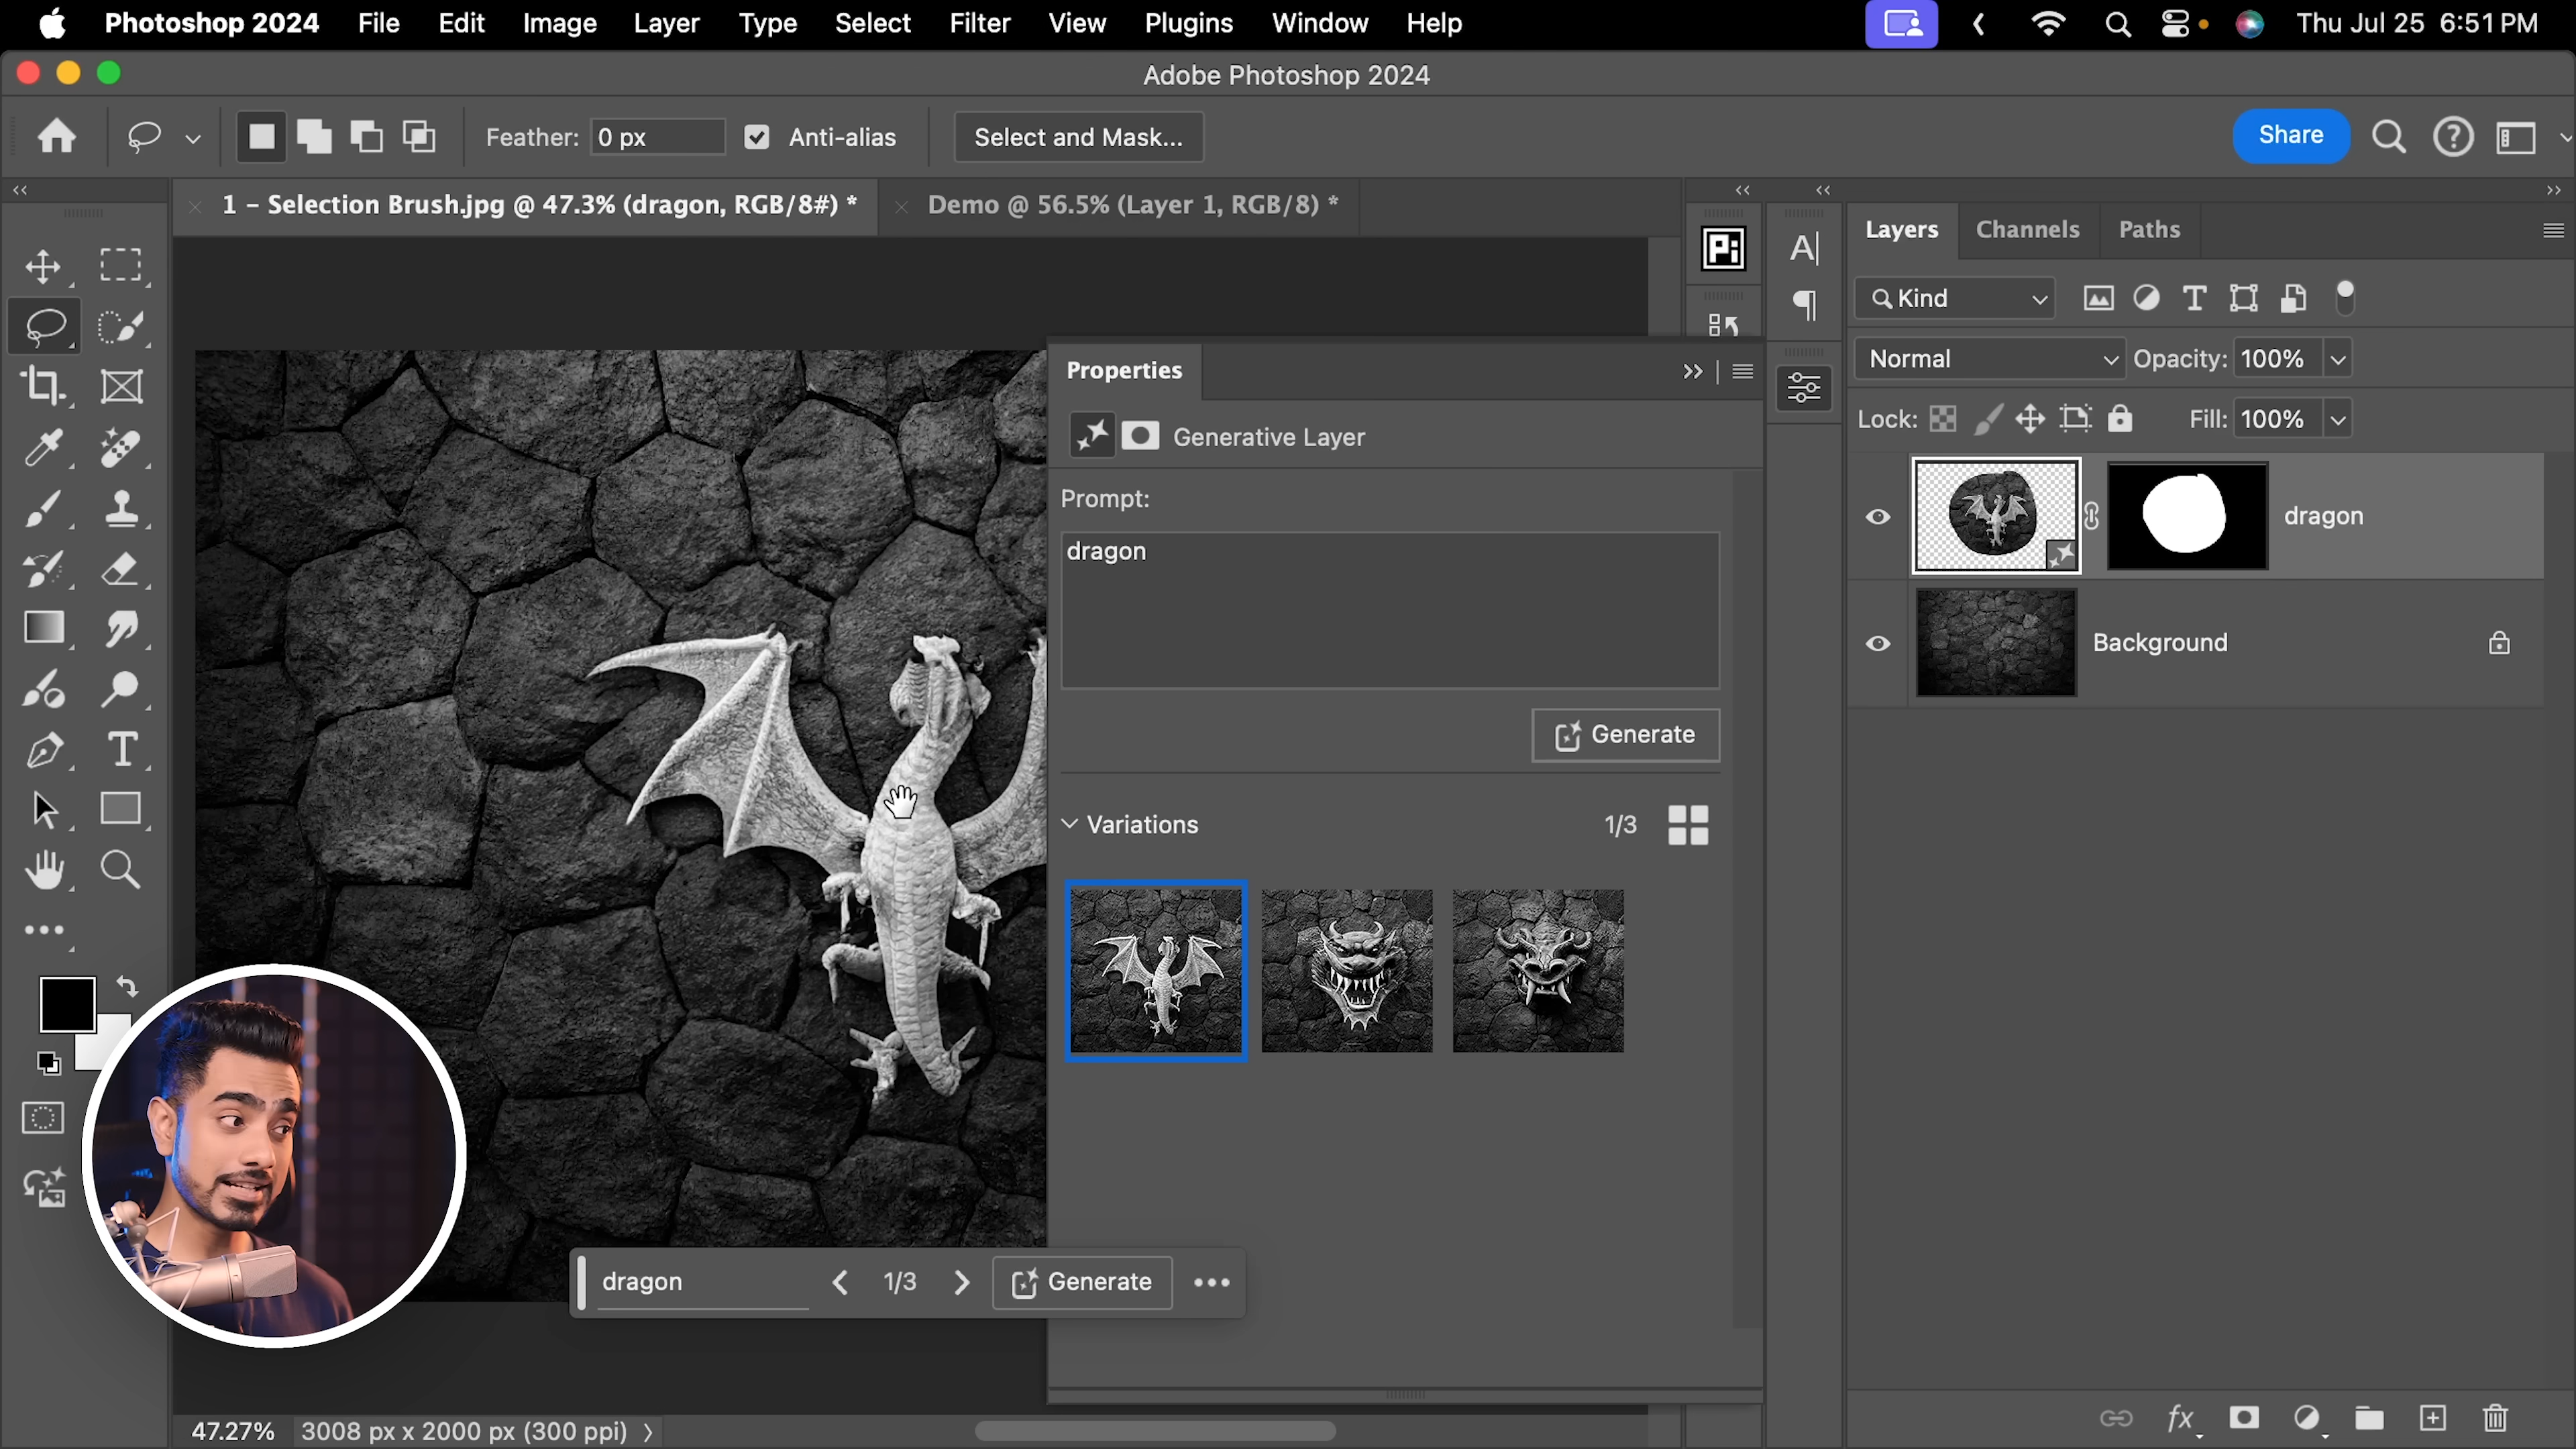 Photoshop 2024 File Edit Image Layer Type Select Filter View Plugins Window Help Thu Jul 25 6:51 PM
Adobe Photoshop 2024
Feather: 0 px Anti-alias Select and Mask... Share
1 – Selection Brush.jpg @ 47.3% (dragon, RGB/8#) * Demo @ 56.5% (Layer 1, RGB/8) *
Layers Channels Paths
Kind
Normal Opacity: 100%
Lock: Fill: 100%
dragon
Background
Properties
Generative Layer
Prompt:
dragon
Generate
Variations 1/3
dragon 1/3 Generate
47.27% 3008 px x 2000 px (300 ppi)